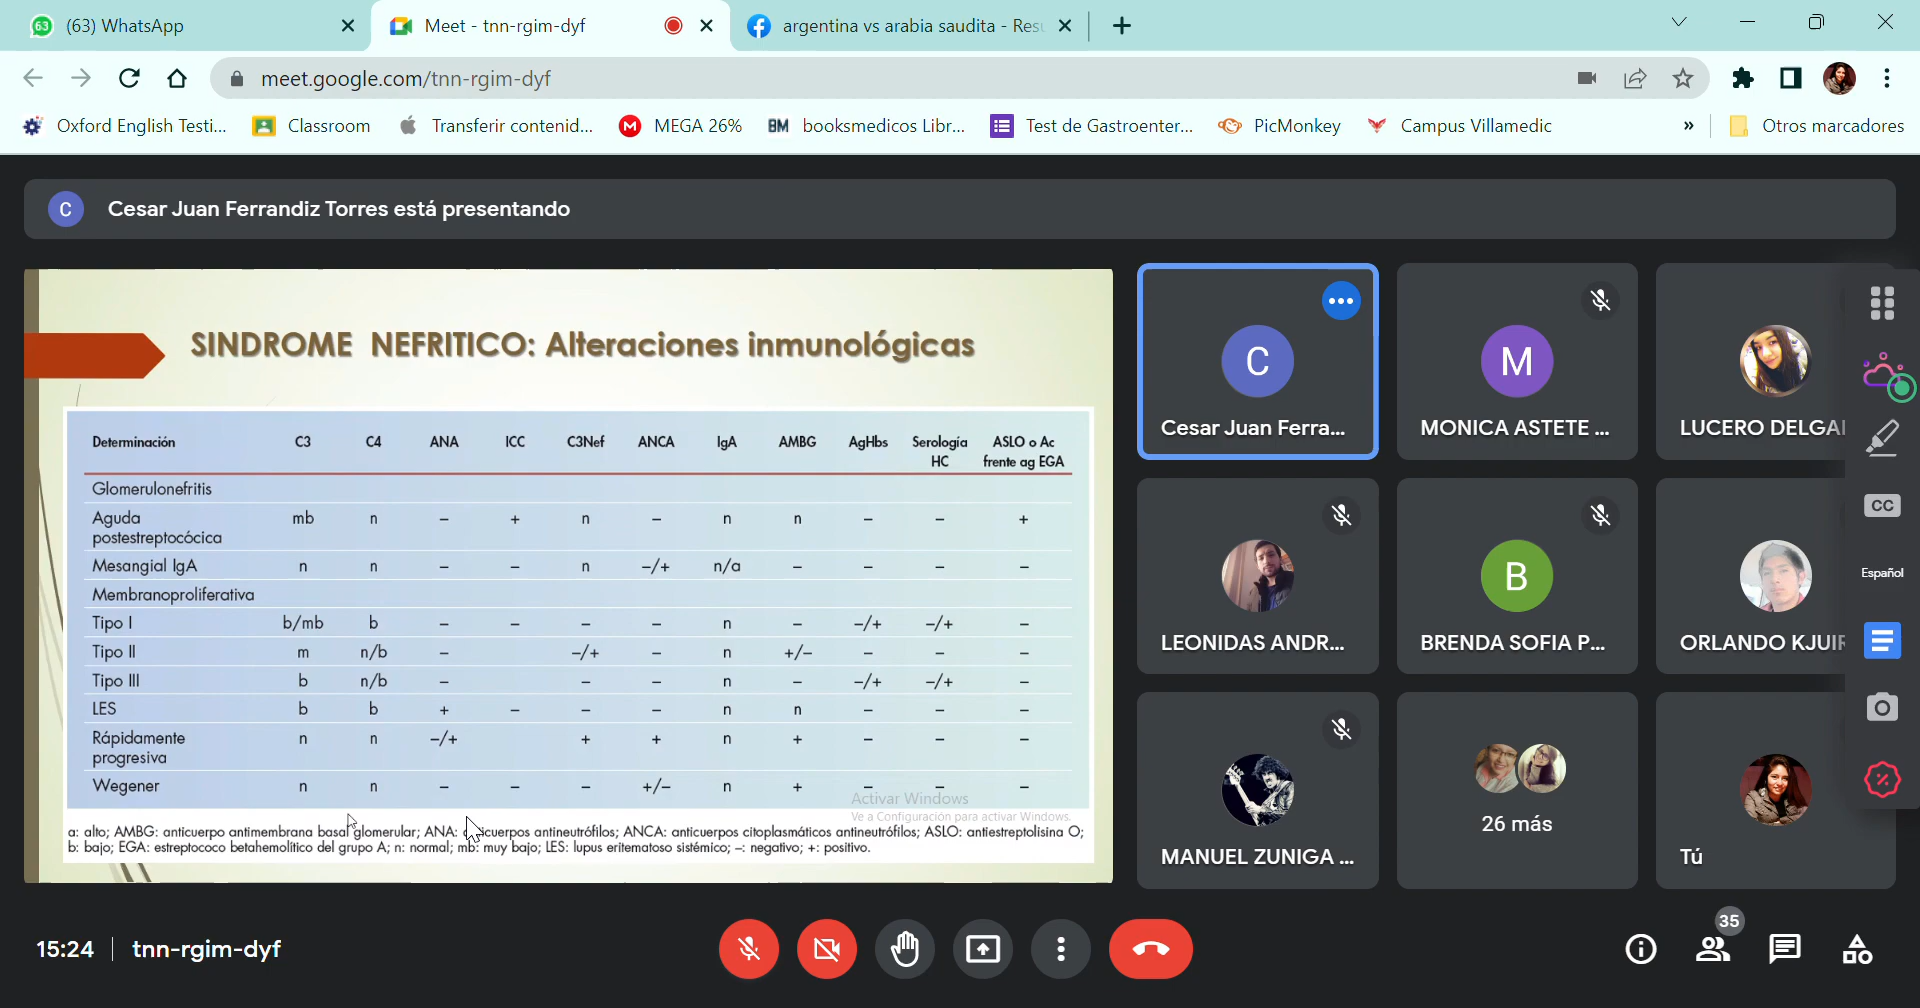 (63) WhatsApp
Meet - tnn-rgim-dyf
argentina vs arabia saudita - Resu
meet.google.com/tnn-rgim-dyf
Oxford English Testi...
Classroom
Transferir contenid...
MEGA 26%
BM booksmedicos Libr...
Test de Gastroenter...
PicMonkey
Campus Villamedic
»
Otros marcadores
C Cesar Juan Ferrandiz Torres está presentando
SINDROME NEFRITICO: Alteraciones inmunológicas
Determinación C3 C4 ANA ICC C3Nef ANCA IgA AMBG AgHbs Serología HC ASLO o Ac frente ag EGA
Glomerulonefritis
Aguda postestreptocócica mb n – + n – n n – – +
Mesangial IgA n n – – n –/+ n/a – – – –
Membranoproliferativa
Tipo I b/mb b – – – – n – –/+ –/+ –
Tipo II m n/b – –/+ – n +/– – – –
Tipo III b n/b – – – n – –/+ –/+ –
LES b b + – – – n n – – –
Rápidamente progresiva n n –/+ + + n + – – –
Wegener n n – – – +/– n + – – –
Activar Windows
Ve a Configuración para activar Windows.
a: alto; AMBG: anticuerpo antimembrana basal glomerular; ANA: anticuerpos antineutrófilos; ANCA: anticuerpos citoplasmáticos antineutrófilos; ASLO: antiestreptolisina O;
b: bajo; EGA: estreptococo betahemolítico del grupo A; n: normal; mb: muy bajo; LES: lupus eritematoso sistémico; –: negativo; +: positivo.
C
Cesar Juan Ferra...
M
MONICA ASTETE ...
LUCERO DELGA
LEONIDAS ANDR...
B
BRENDA SOFIA P...
ORLANDO KJUIR
MANUEL ZUNIGA ...
26 más
Tú
CC
Español
15:24 | tnn-rgim-dyf
35